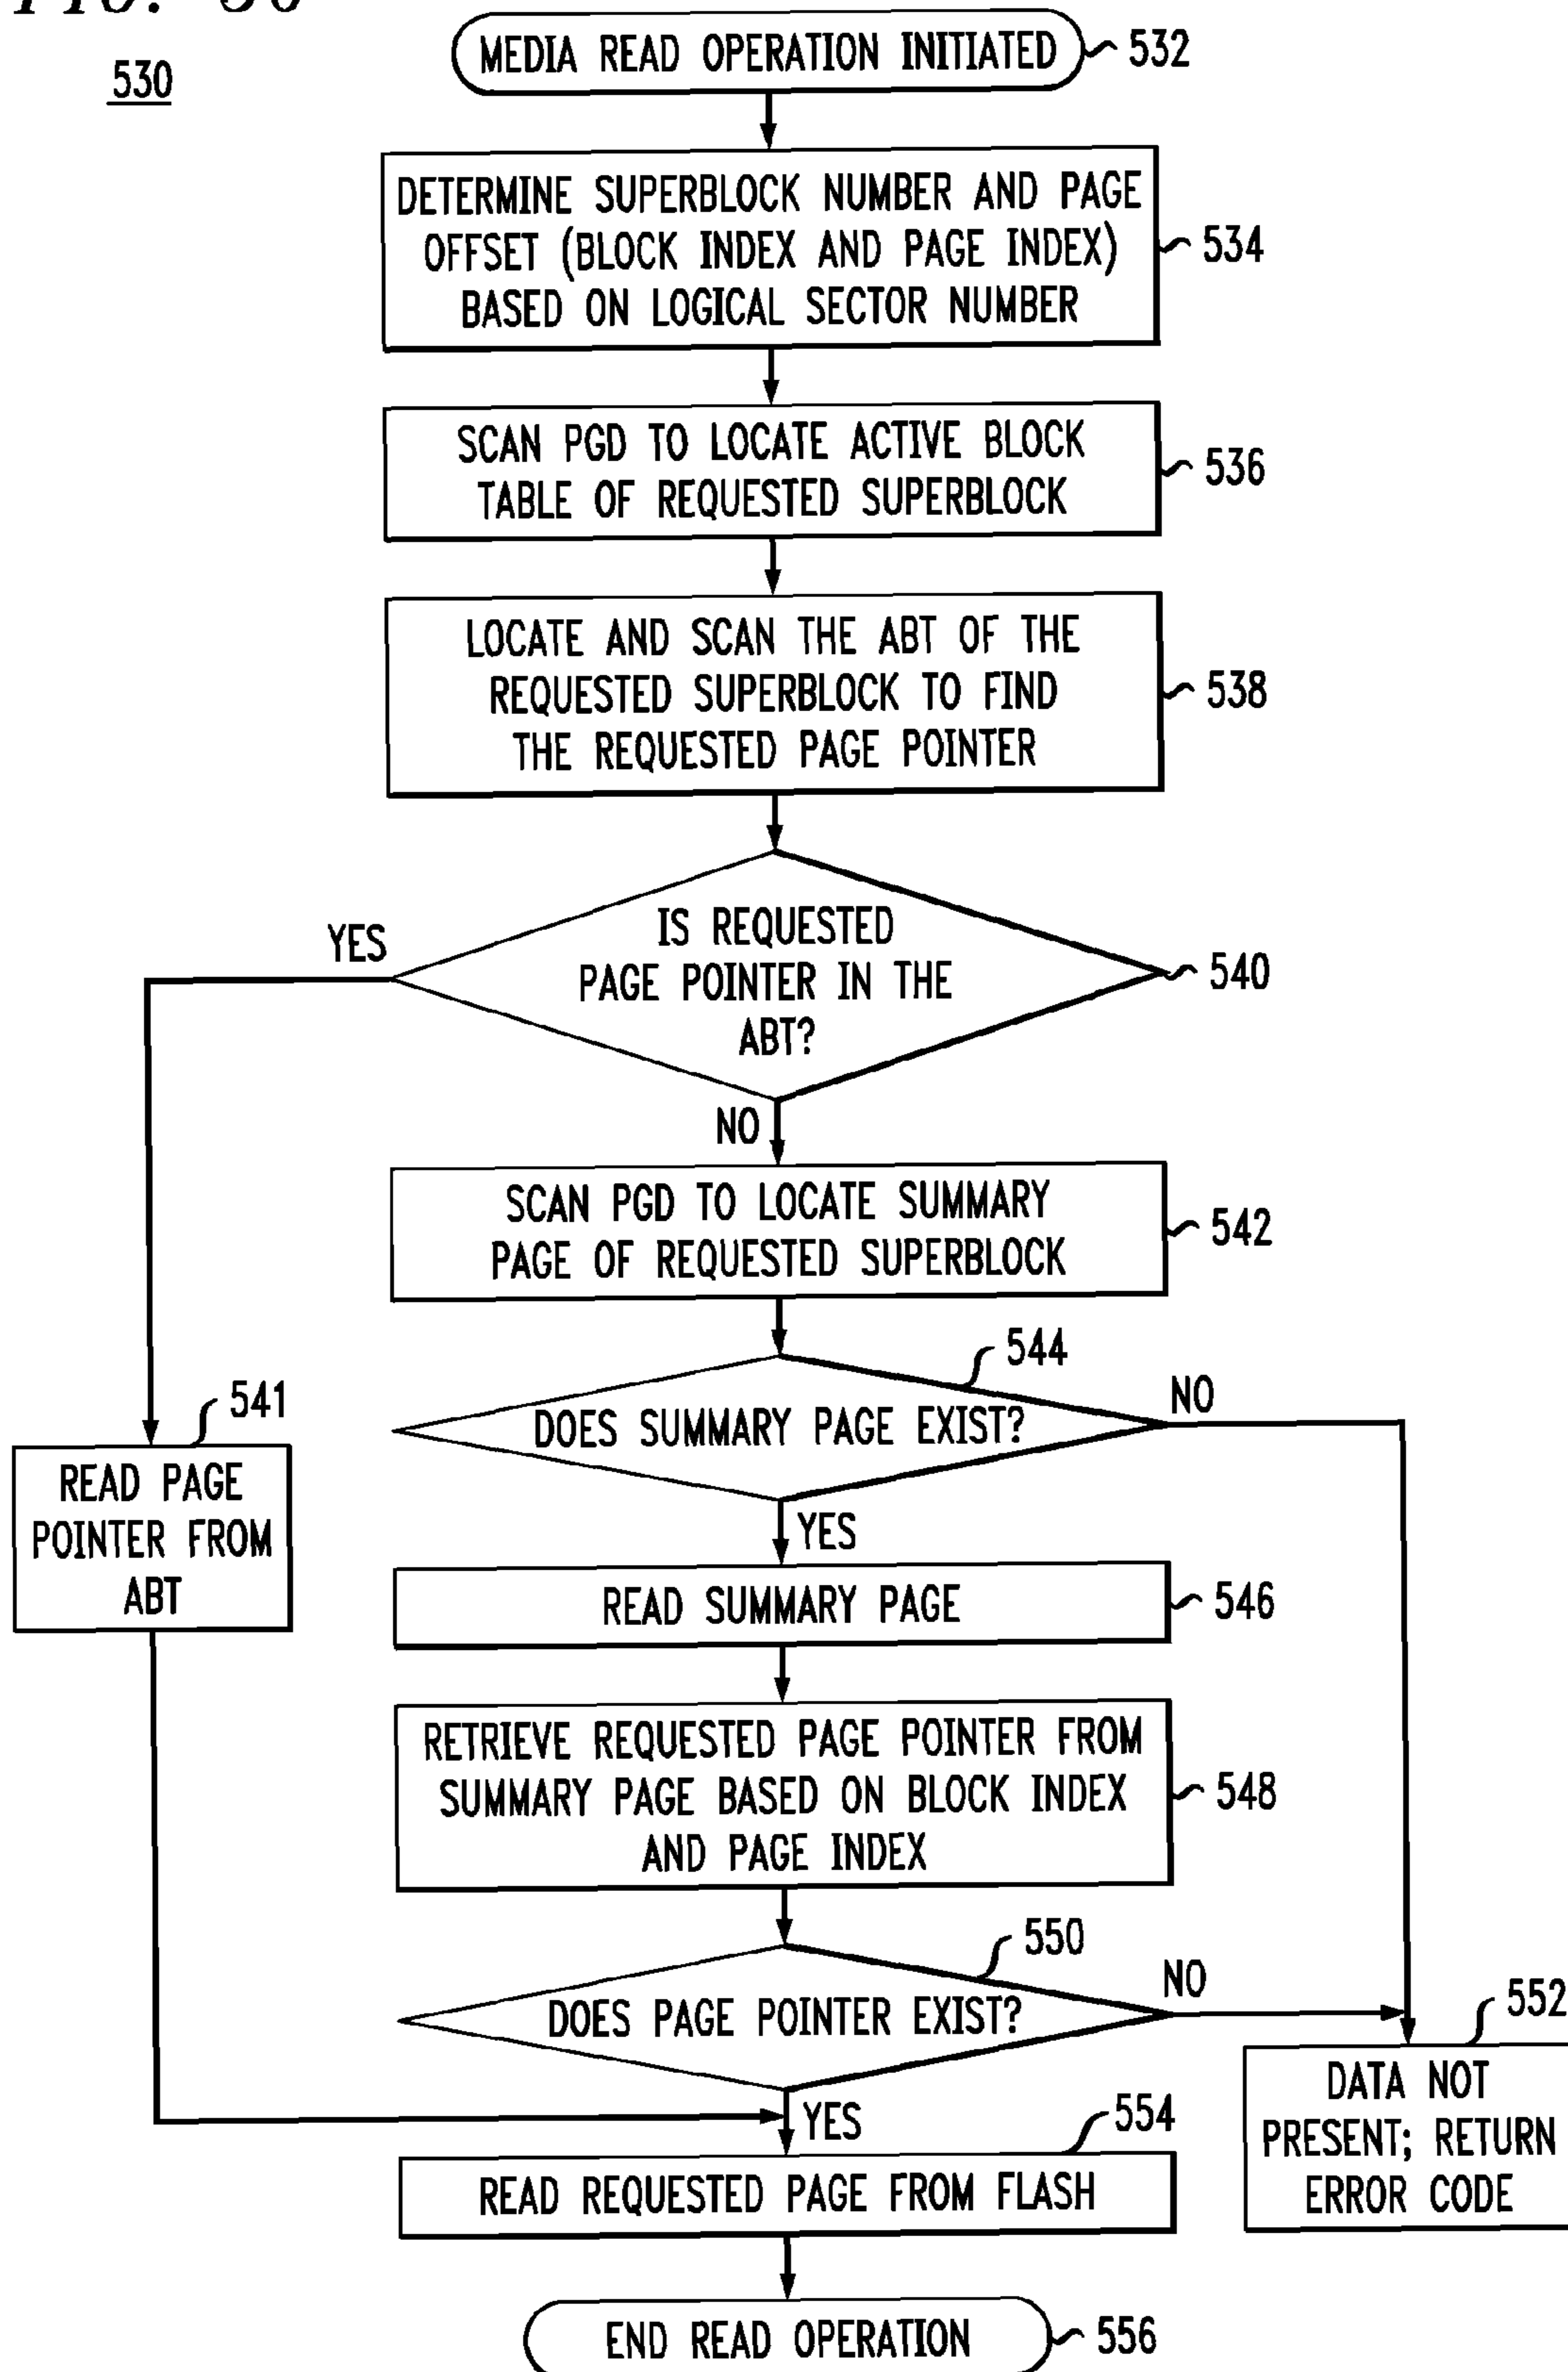 530
MEDIA READ OPERATION INITIATED
532
DETERMINE SUPERBLOCK NUMBER AND PAGE
OFFSET (BLOCK INDEX AND PAGE INDEX)
BASED ON LOGICAL SECTOR NUMBER
534
SCAN PGD TO LOCATE ACTIVE BLOCK
TABLE OF REQUESTED SUPERBLOCK
536
LOCATE AND SCAN THE ABT OF THE
REQUESTED SUPERBLOCK TO FIND
THE REQUESTED PAGE POINTER
538
YES
IS REQUESTED
PAGE POINTER IN THE
ABT?
540
NO
SCAN PGD TO LOCATE SUMMARY
PAGE OF REQUESTED SUPERBLOCK
542
544
DOES SUMMARY PAGE EXIST?
NO
541
READ PAGE
POINTER FROM
ABT
YES
READ SUMMARY PAGE
546
RETRIEVE REQUESTED PAGE POINTER FROM
SUMMARY PAGE BASED ON BLOCK INDEX
AND PAGE INDEX
548
550
DOES PAGE POINTER EXIST?
NO
552
DATA NOT
PRESENT; RETURN
ERROR CODE
YES
554
READ REQUESTED PAGE FROM FLASH
END READ OPERATION
556